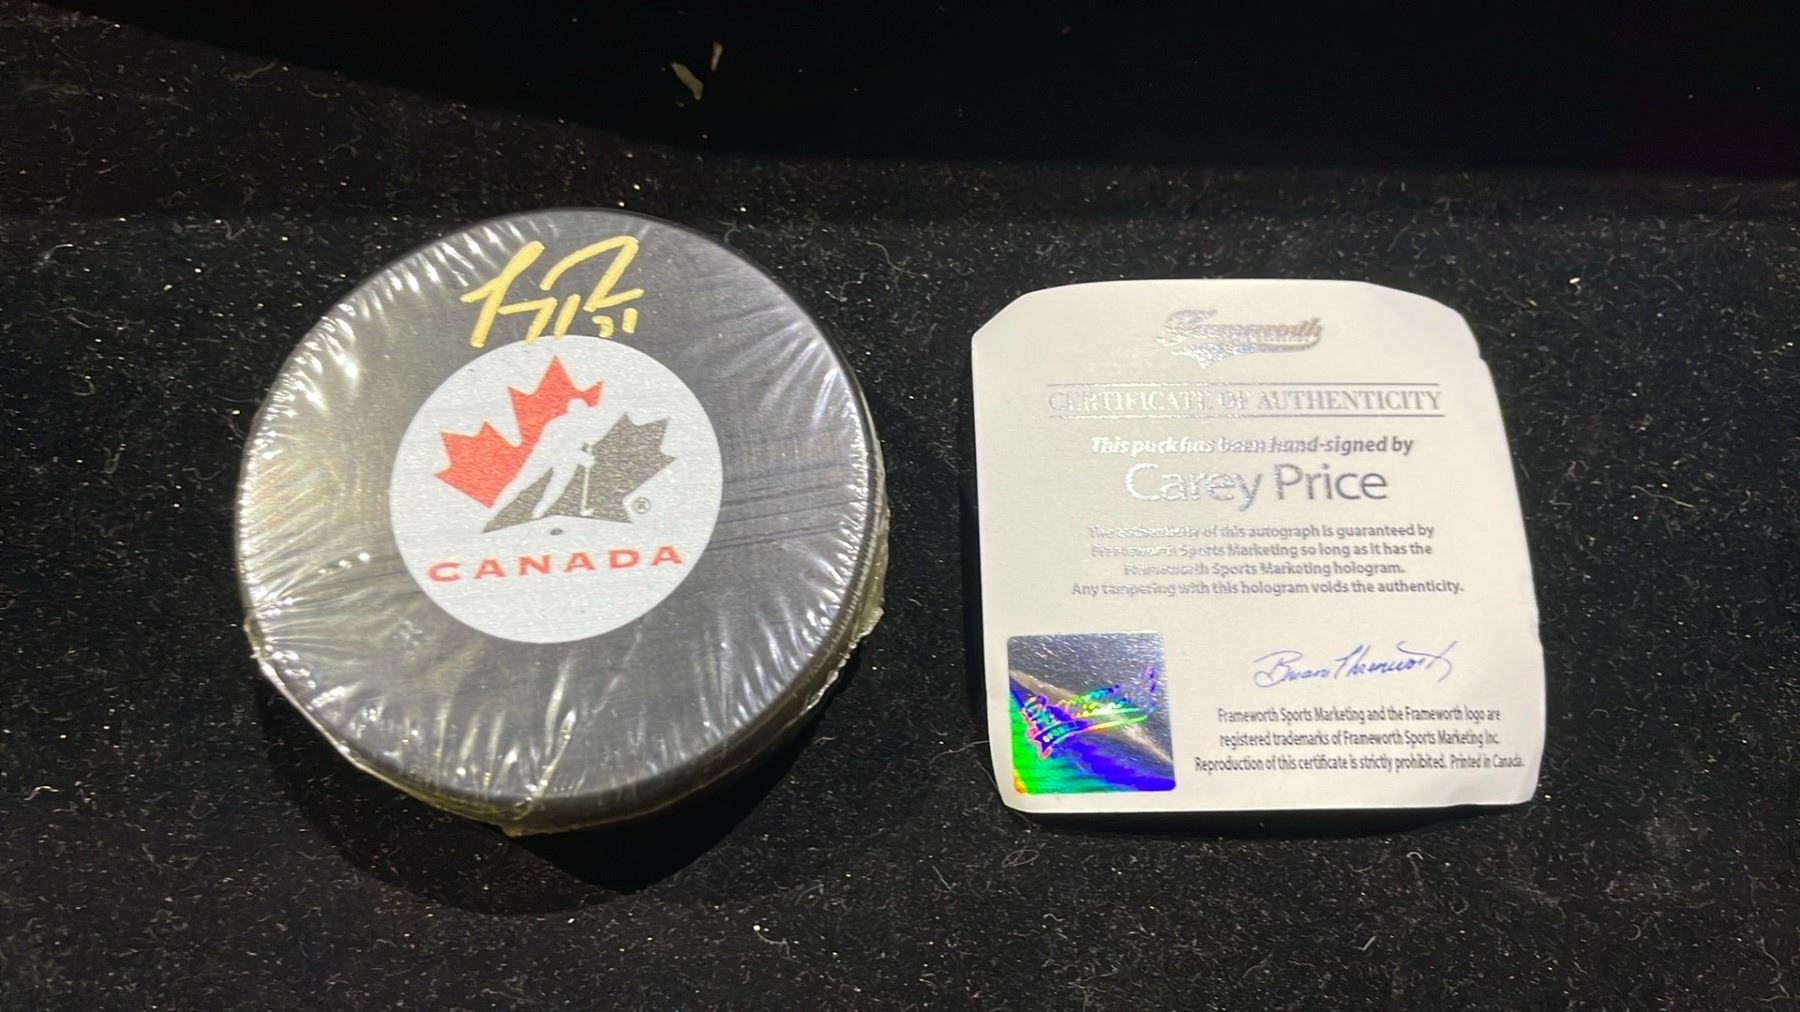 31
®
CANADA
Frameworth
CERTIFICATE OF AUTHENTICITY
This puck has been hand-signed by
Carey Price
The authenticity of this autograph is guaranteed by
Frameworth Sports Marketing so long as it has the
Frameworth Sports Marketing hologram.
Any tampering with this hologram voids the authenticity.
Frameworth Sports Marketing and the Frameworth logo are
registered trademarks of Frameworth Sports Marketing Inc.
Reproduction of this certificate is strictly prohibited. Printed in Canada.